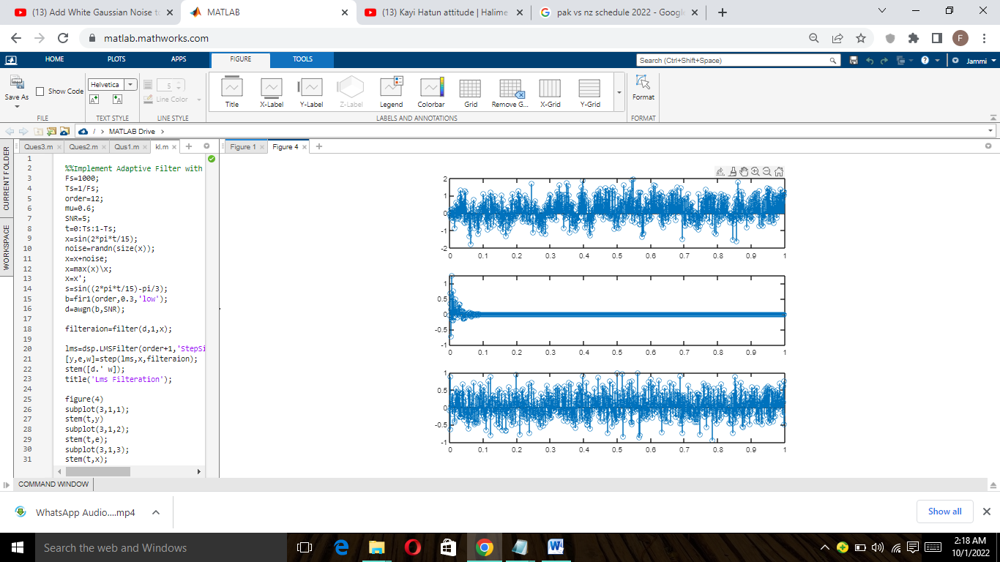 (13) Add White Gaussian Noise to
MATLAB
(13) Kayi Hatun attitude | Halime
pak vs nz schedule 2022 - Google
matlab.mathworks.com
F
HOME PLOTS APPS FIGURE TOOLS
Search (Ctrl+Shift+Space)
Jammi
Save As
Show Code
FILE
Helvetica
A A
TEXT STYLE
5
Line Color
LINE STYLE
Title X-Label Y-Label Z-Label Legend Colorbar Grid Remove G... X-Grid Y-Grid
LABELS AND ANNOTATIONS
Format
FORMAT
/ > MATLAB Drive >
CURRENT FOLDER
WORKSPACE
Ques3.m × Ques2.m × Qus1.m × kl.m × +
Figure 1 × Figure 4 × +
1
2 %%Implement Adaptive Filter with
3 Fs=1000;
4 Ts=1/Fs;
5 order=12;
6 mu=0.6;
7 SNR=5;
8 t=0:Ts:1-Ts;
9 x=sin(2*pi*t/15);
10 noise=randn(size(x));
11 x=x+noise;
12 x=max(x)\x;
13 x=x';
14 s=sin((2*pi*t/15)-pi/3);
15 b=fir1(order,0.3,'low');
16 d=awgn(b,SNR);
17
18 filteraion=filter(d,1,x);
19
20 lms=dsp.LMSFilter(order+1,'StepSi
21 [y,e,w]=step(lms,x,filteraion);
22 stem([d.' w]);
23 title('Lms Filteration');
24
25 figure(4)
26 subplot(3,1,1);
27 stem(t,y)
28 subplot(3,1,2);
29 stem(t,e);
30 subplot(3,1,3);
31 stem(t,x);
2
1
0
-1
-2
0 0.1 0.2 0.3 0.4 0.5 0.6 0.7 0.8 0.9 1
1
0.5
0
-0.5
-1
0 0.1 0.2 0.3 0.4 0.5 0.6 0.7 0.8 0.9 1
1
0.5
0
-0.5
-1
0 0.1 0.2 0.3 0.4 0.5 0.6 0.7 0.8 0.9 1
COMMAND WINDOW
WhatsApp Audio....mp4
Show all
Search the web and Windows
2:18 AM
10/1/2022